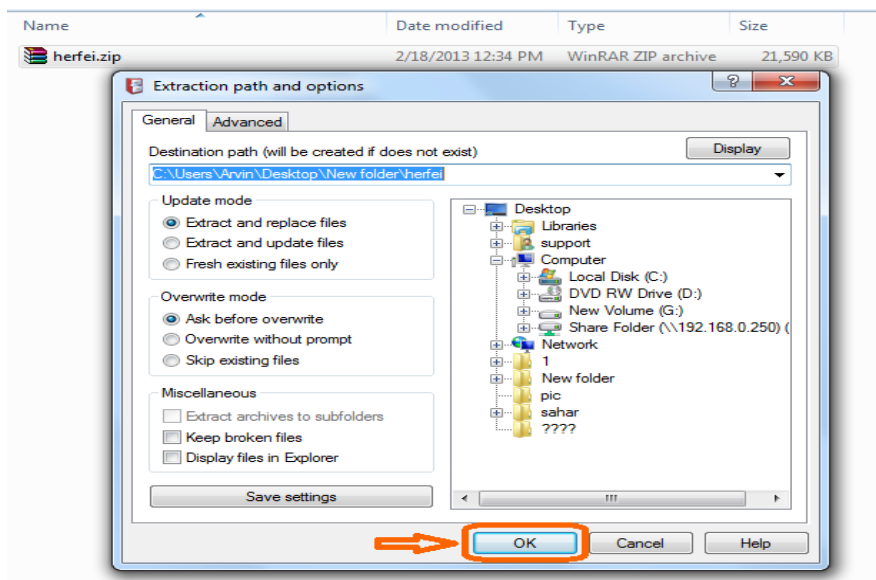 Name Date modified Type Size
herfei.zip 2/18/2013 12:34 PM WinRAR ZIP archive 21,590 KB
Extraction path and options
General Advanced
Destination path (will be created if does not exist) Display
C:\Users\Arvin\Desktop\New folder\herfei
Update mode
Extract and replace files
Extract and update files
Fresh existing files only
Overwrite mode
Ask before overwrite
Overwrite without prompt
Skip existing files
Miscellaneous
Extract archives to subfolders
Keep broken files
Display files in Explorer
Save settings
Desktop
Libraries
support
Computer
Local Disk (C:)
DVD RW Drive (D:)
New Volume (G:)
Share Folder (\\192.168.0.250) (
Network
1
New folder
pic
sahar
????
OK Cancel Help